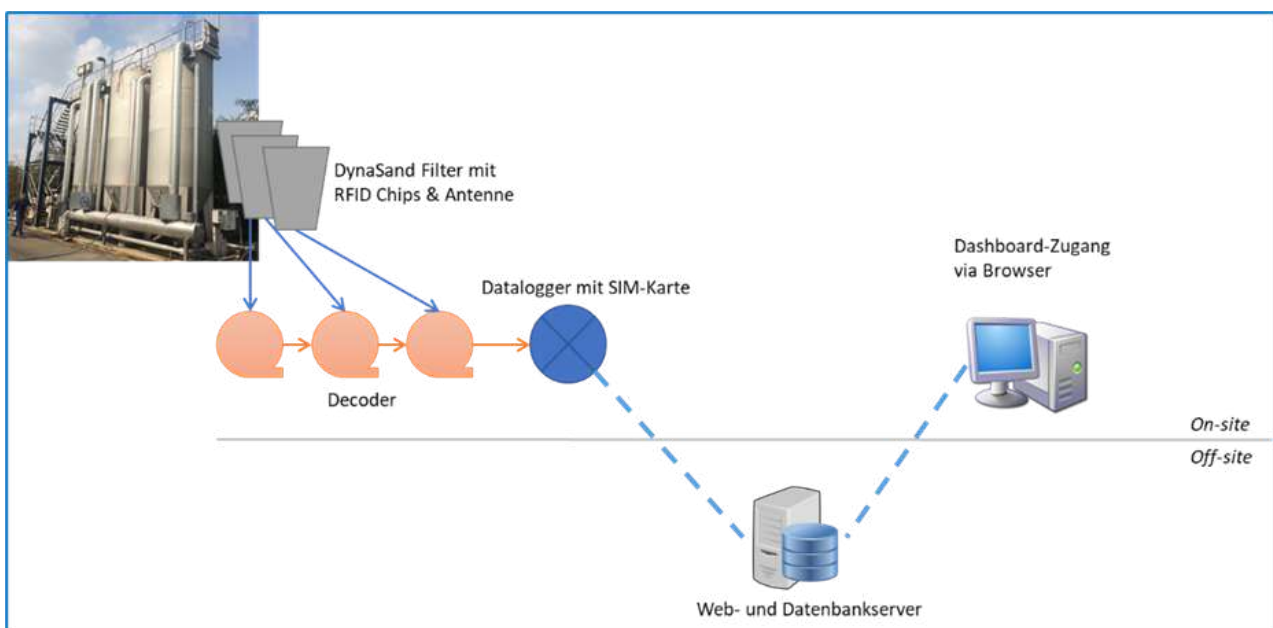 DynaSand Filter mit
RFID Chips & Antenne
Dashboard-Zugang
via Browser
Datalogger mit SIM-Karte
Decoder
On-site
Off-site
Web- und Datenbankserver